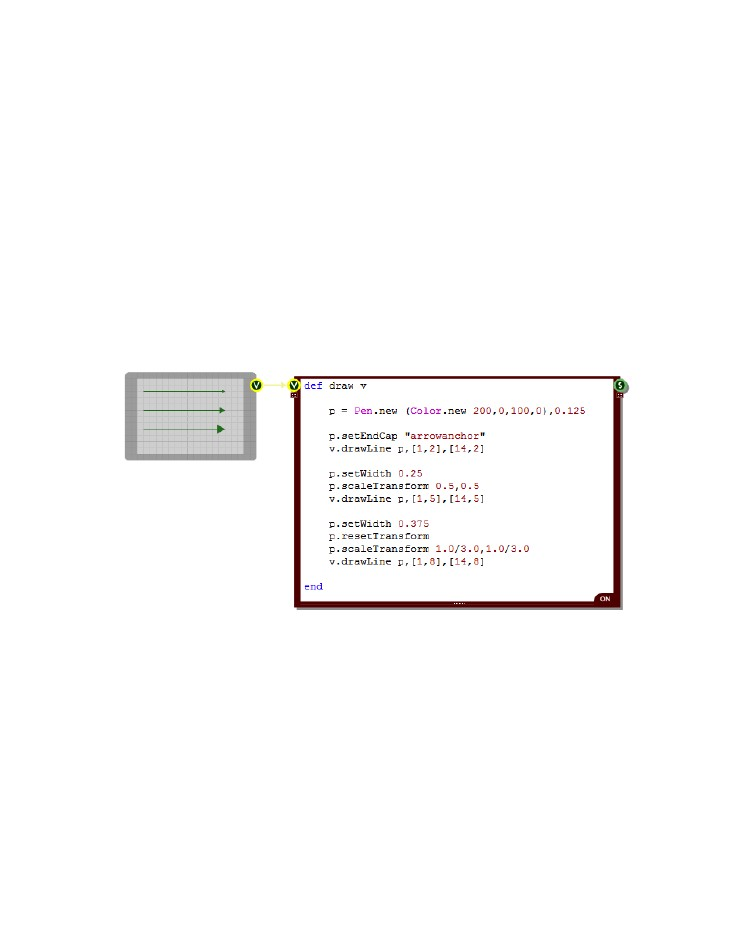 V
V
S
def draw v
p = Pen.new (Color.new 200,0,100,0),0.125
p.setEndCap "arrowanchor"
v.drawLine p,[1,2],[14,2]
p.setWidth 0.25
p.scaleTransform 0.5,0.5
v.drawLine p,[1,5],[14,5]
p.setWidth 0.375
p.resetTransform
p.scaleTransform 1.0/3.0,1.0/3.0
v.drawLine p,[1,8],[14,8]
end
ON